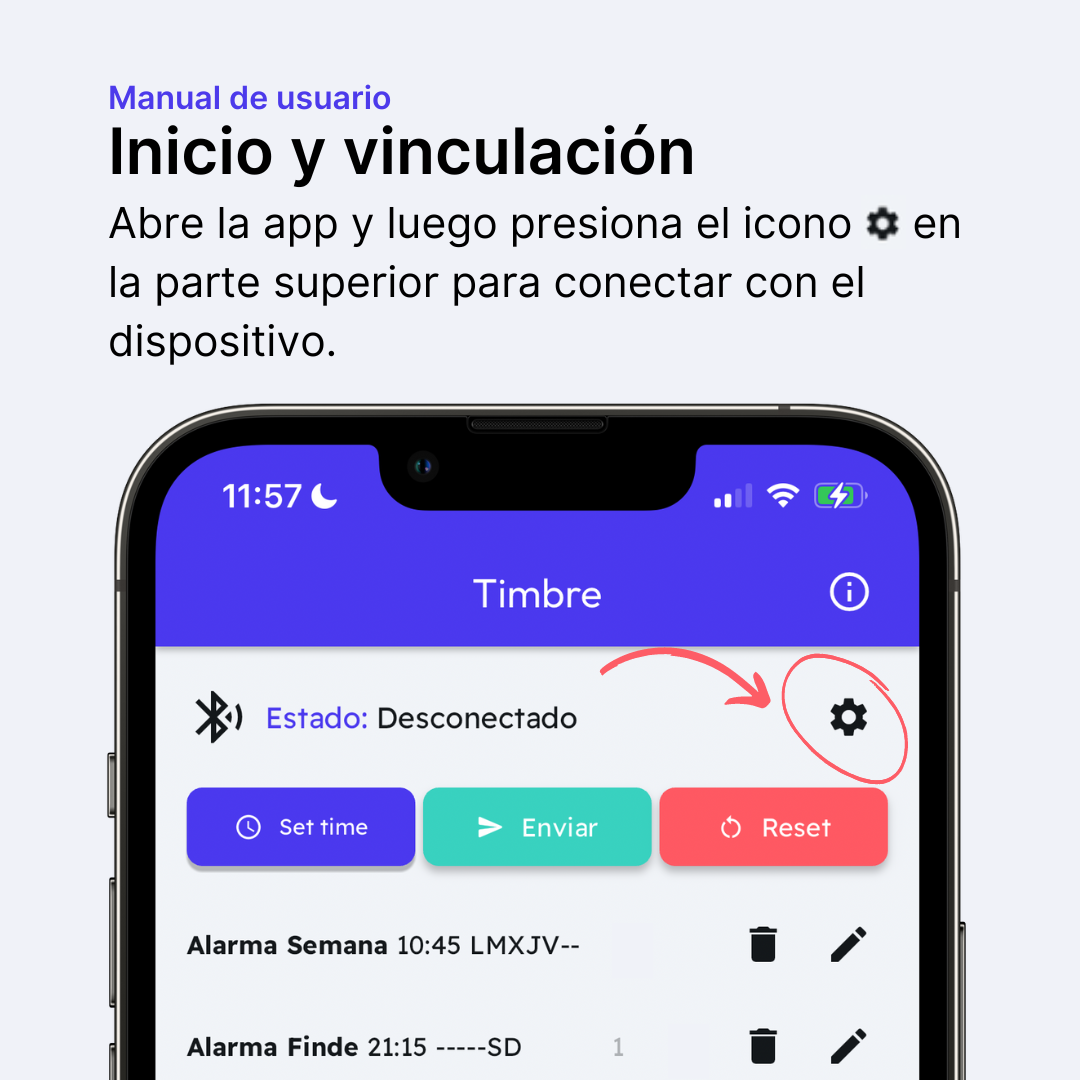 Manual de usuario
Inicio y vinculación
Abre la app y luego presiona el icono en
la parte superior para conectar con el
dispositivo.
11:57
Timbre
Estado: Desconectado
Set time
Enviar
Reset
Alarma Semana 10:45 LMXJV--
Alarma Finde 21:15 -----SD 1